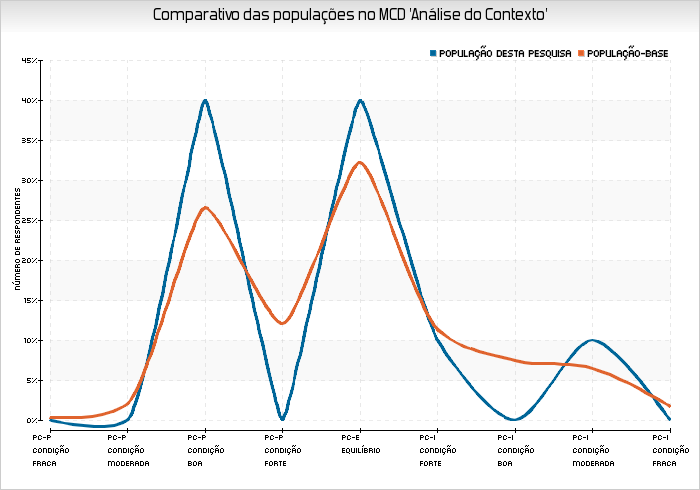 Comparativo das populações no MCD 'Análise do Contexto'
POPULAÇÃO DESTA PESQUISA POPULAÇÃO-BASE
NÚMERO DE RESPONDENTES
45%
40%
35%
30%
25%
20%
15%
10%
5%
0%
PC-P CONDIÇÃO FRACA
PC-P CONDIÇÃO MODERADA
PC-P CONDIÇÃO BOA
PC-P CONDIÇÃO FORTE
PC-E EQUILÍBRIO
PC-I CONDIÇÃO FORTE
PC-I CONDIÇÃO BOA
PC-I CONDIÇÃO MODERADA
PC-I CONDIÇÃO FRACA